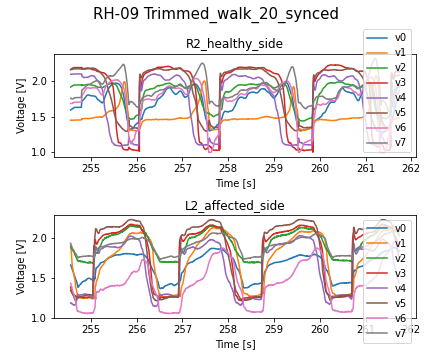 RH-09 Trimmed_walk_20_synced
R2_healthy_side
Voltage [V]
2.0
1.5
1.0
255 256 257 258 259 260 261 262
Time [s]
v0
v1
v2
v3
v4
v5
v6
v7
L2_affected_side
Voltage [V]
2.0
1.5
1.0
255 256 257 258 259 260 261 262
Time [s]
v0
v1
v2
v3
v4
v5
v6
v7